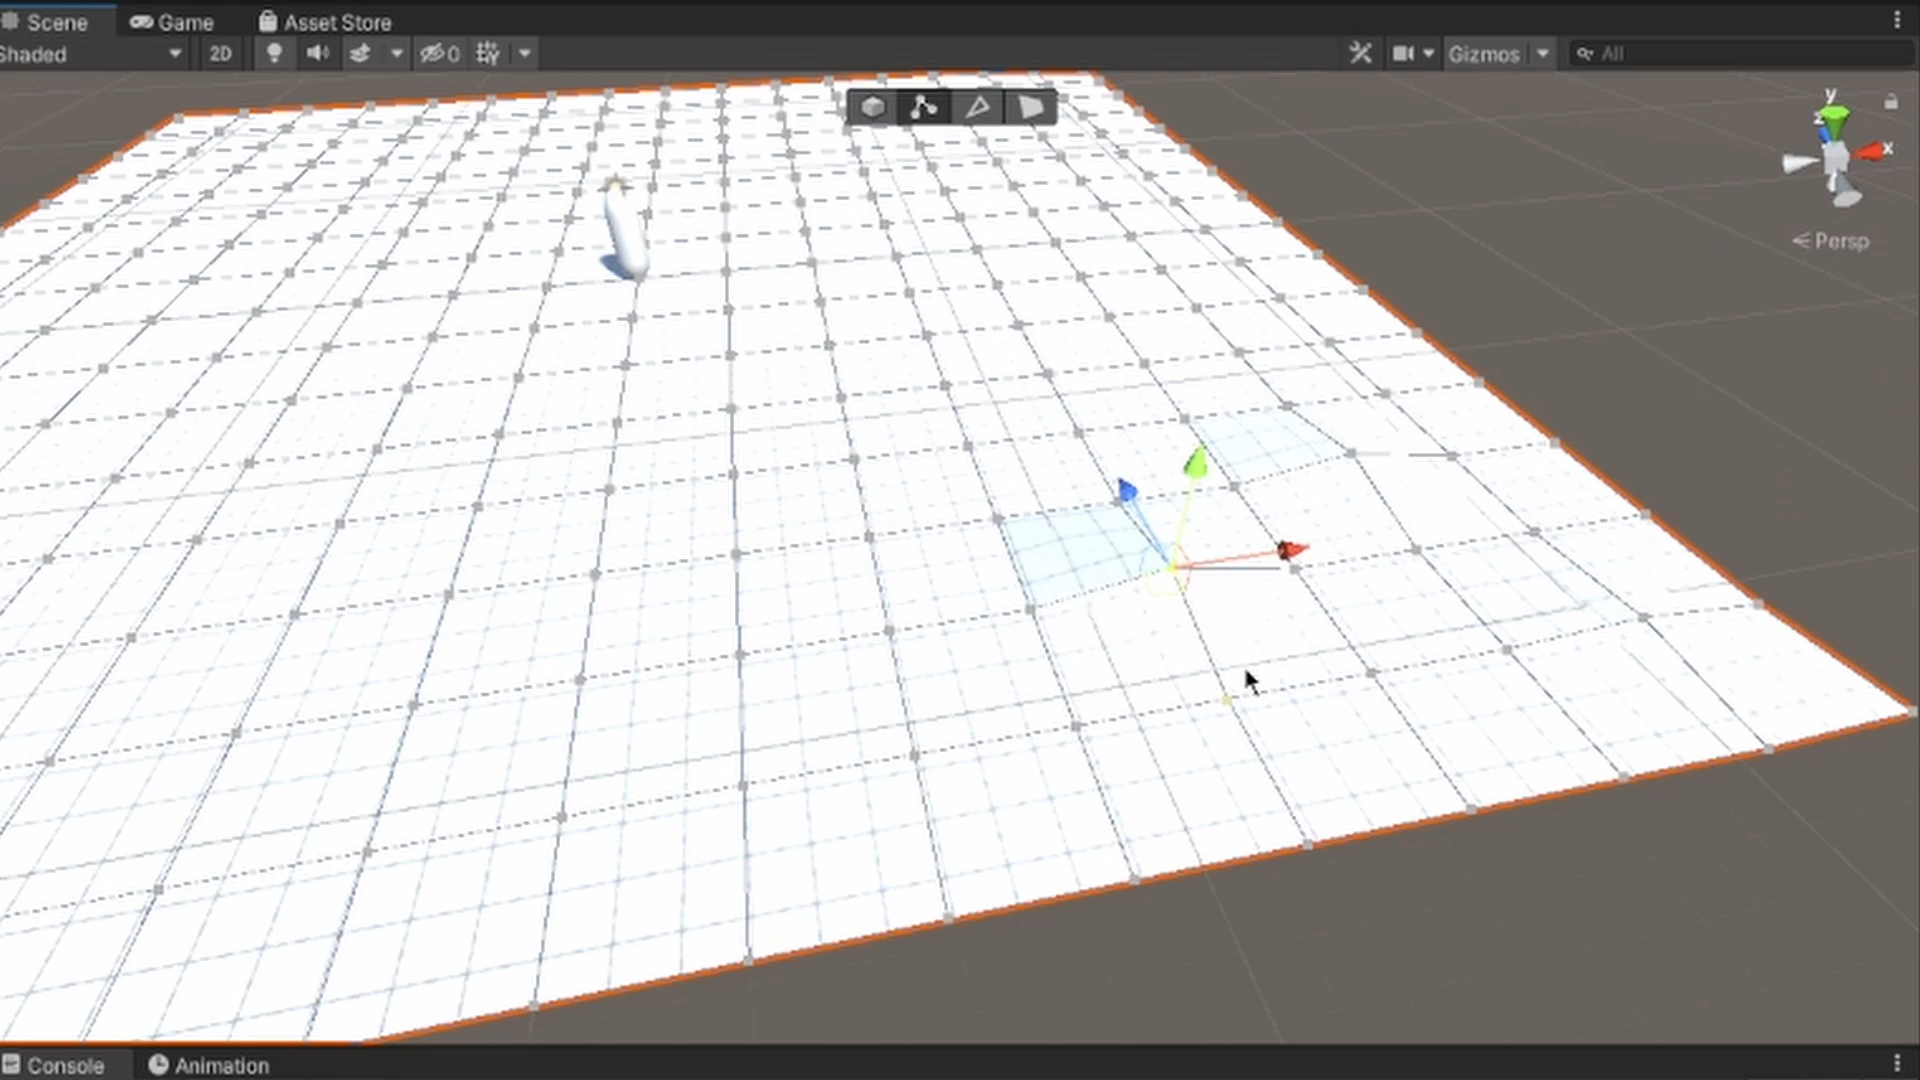 Scene Game Asset Store
Shaded 2D 0 Gizmos All
y
z
x
Persp
Console Animation